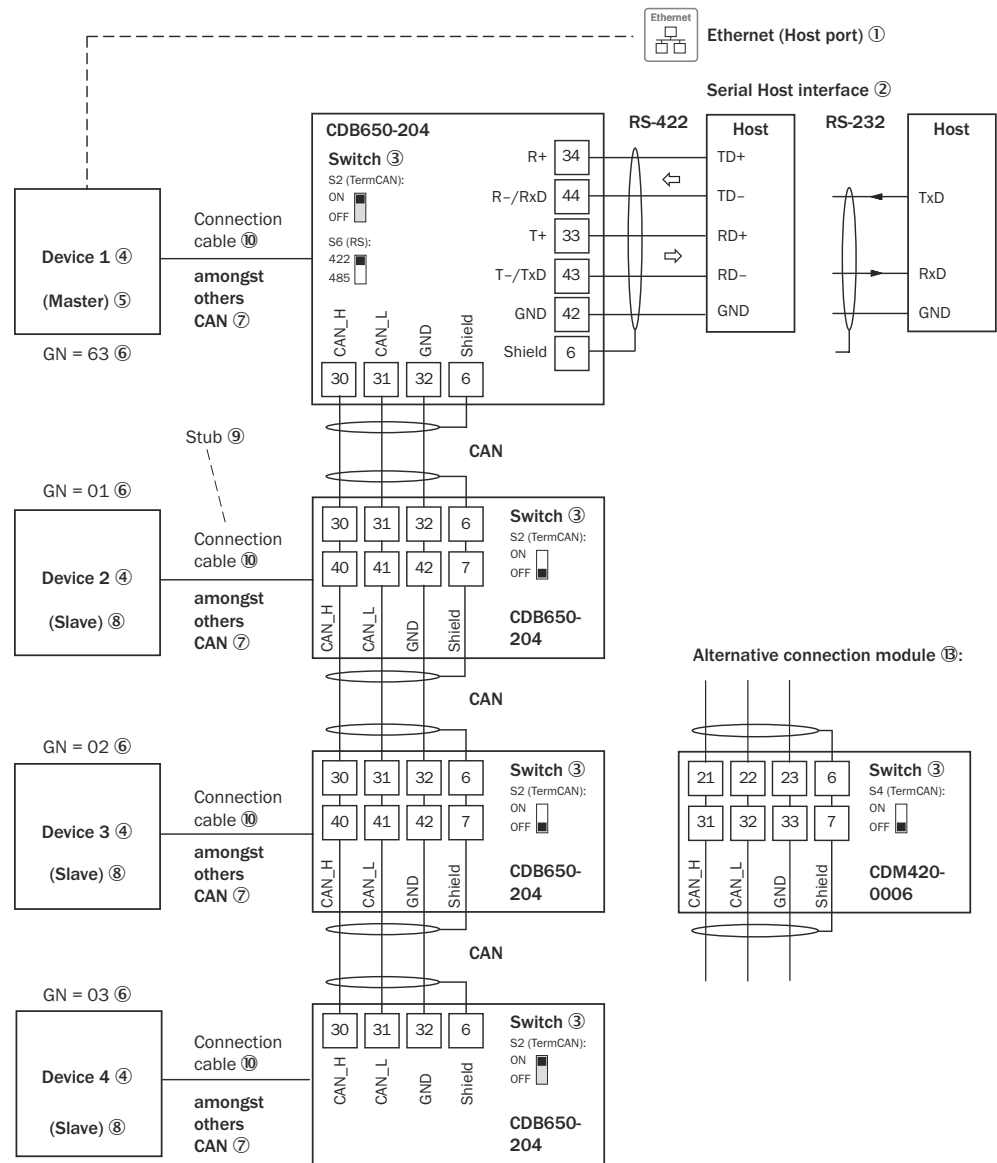 Ethernet
Ethernet (Host port) ①
Serial Host interface ②
RS-422
RS-232
CDB650-204
Switch ③
S2 (TermCAN):
ON
OFF
S6 (RS):
422
485
R+ 34
R–/RxD 44
T+ 33
T–/TxD 43
GND 42
Shield 6
Host
TD+
TD–
RD+
RD–
GND
Host
TxD
RxD
GND
CAN_H CAN_L GND Shield
30 31 32 6
Device 1 ④
(Master) ⑤
GN = 63 ⑥
Connection
cable ⑩
amongst
others
CAN ⑦
CAN
Stub ⑨
GN = 01 ⑥
Device 2 ④
(Slave) ⑧
Connection
cable ⑩
amongst
others
CAN ⑦
30 31 32 6
40 41 42 7
CAN_H CAN_L GND Shield
Switch ③
S2 (TermCAN):
ON
OFF
CDB650-
204
CAN
GN = 02 ⑥
Device 3 ④
(Slave) ⑧
Connection
cable ⑩
amongst
others
CAN ⑦
30 31 32 6
40 41 42 7
CAN_H CAN_L GND Shield
Switch ③
S2 (TermCAN):
ON
OFF
CDB650-
204
CAN
Alternative connection module ⑬:
21 22 23 6
31 32 33 7
CAN_H CAN_L GND Shield
Switch ③
S4 (TermCAN):
ON
OFF
CDM420-
0006
GN = 03 ⑥
Device 4 ④
(Slave) ⑧
Connection
cable ⑩
amongst
others
CAN ⑦
30 31 32 6
CAN_H CAN_L GND Shield
Switch ③
S2 (TermCAN):
ON
OFF
CDB650-
204